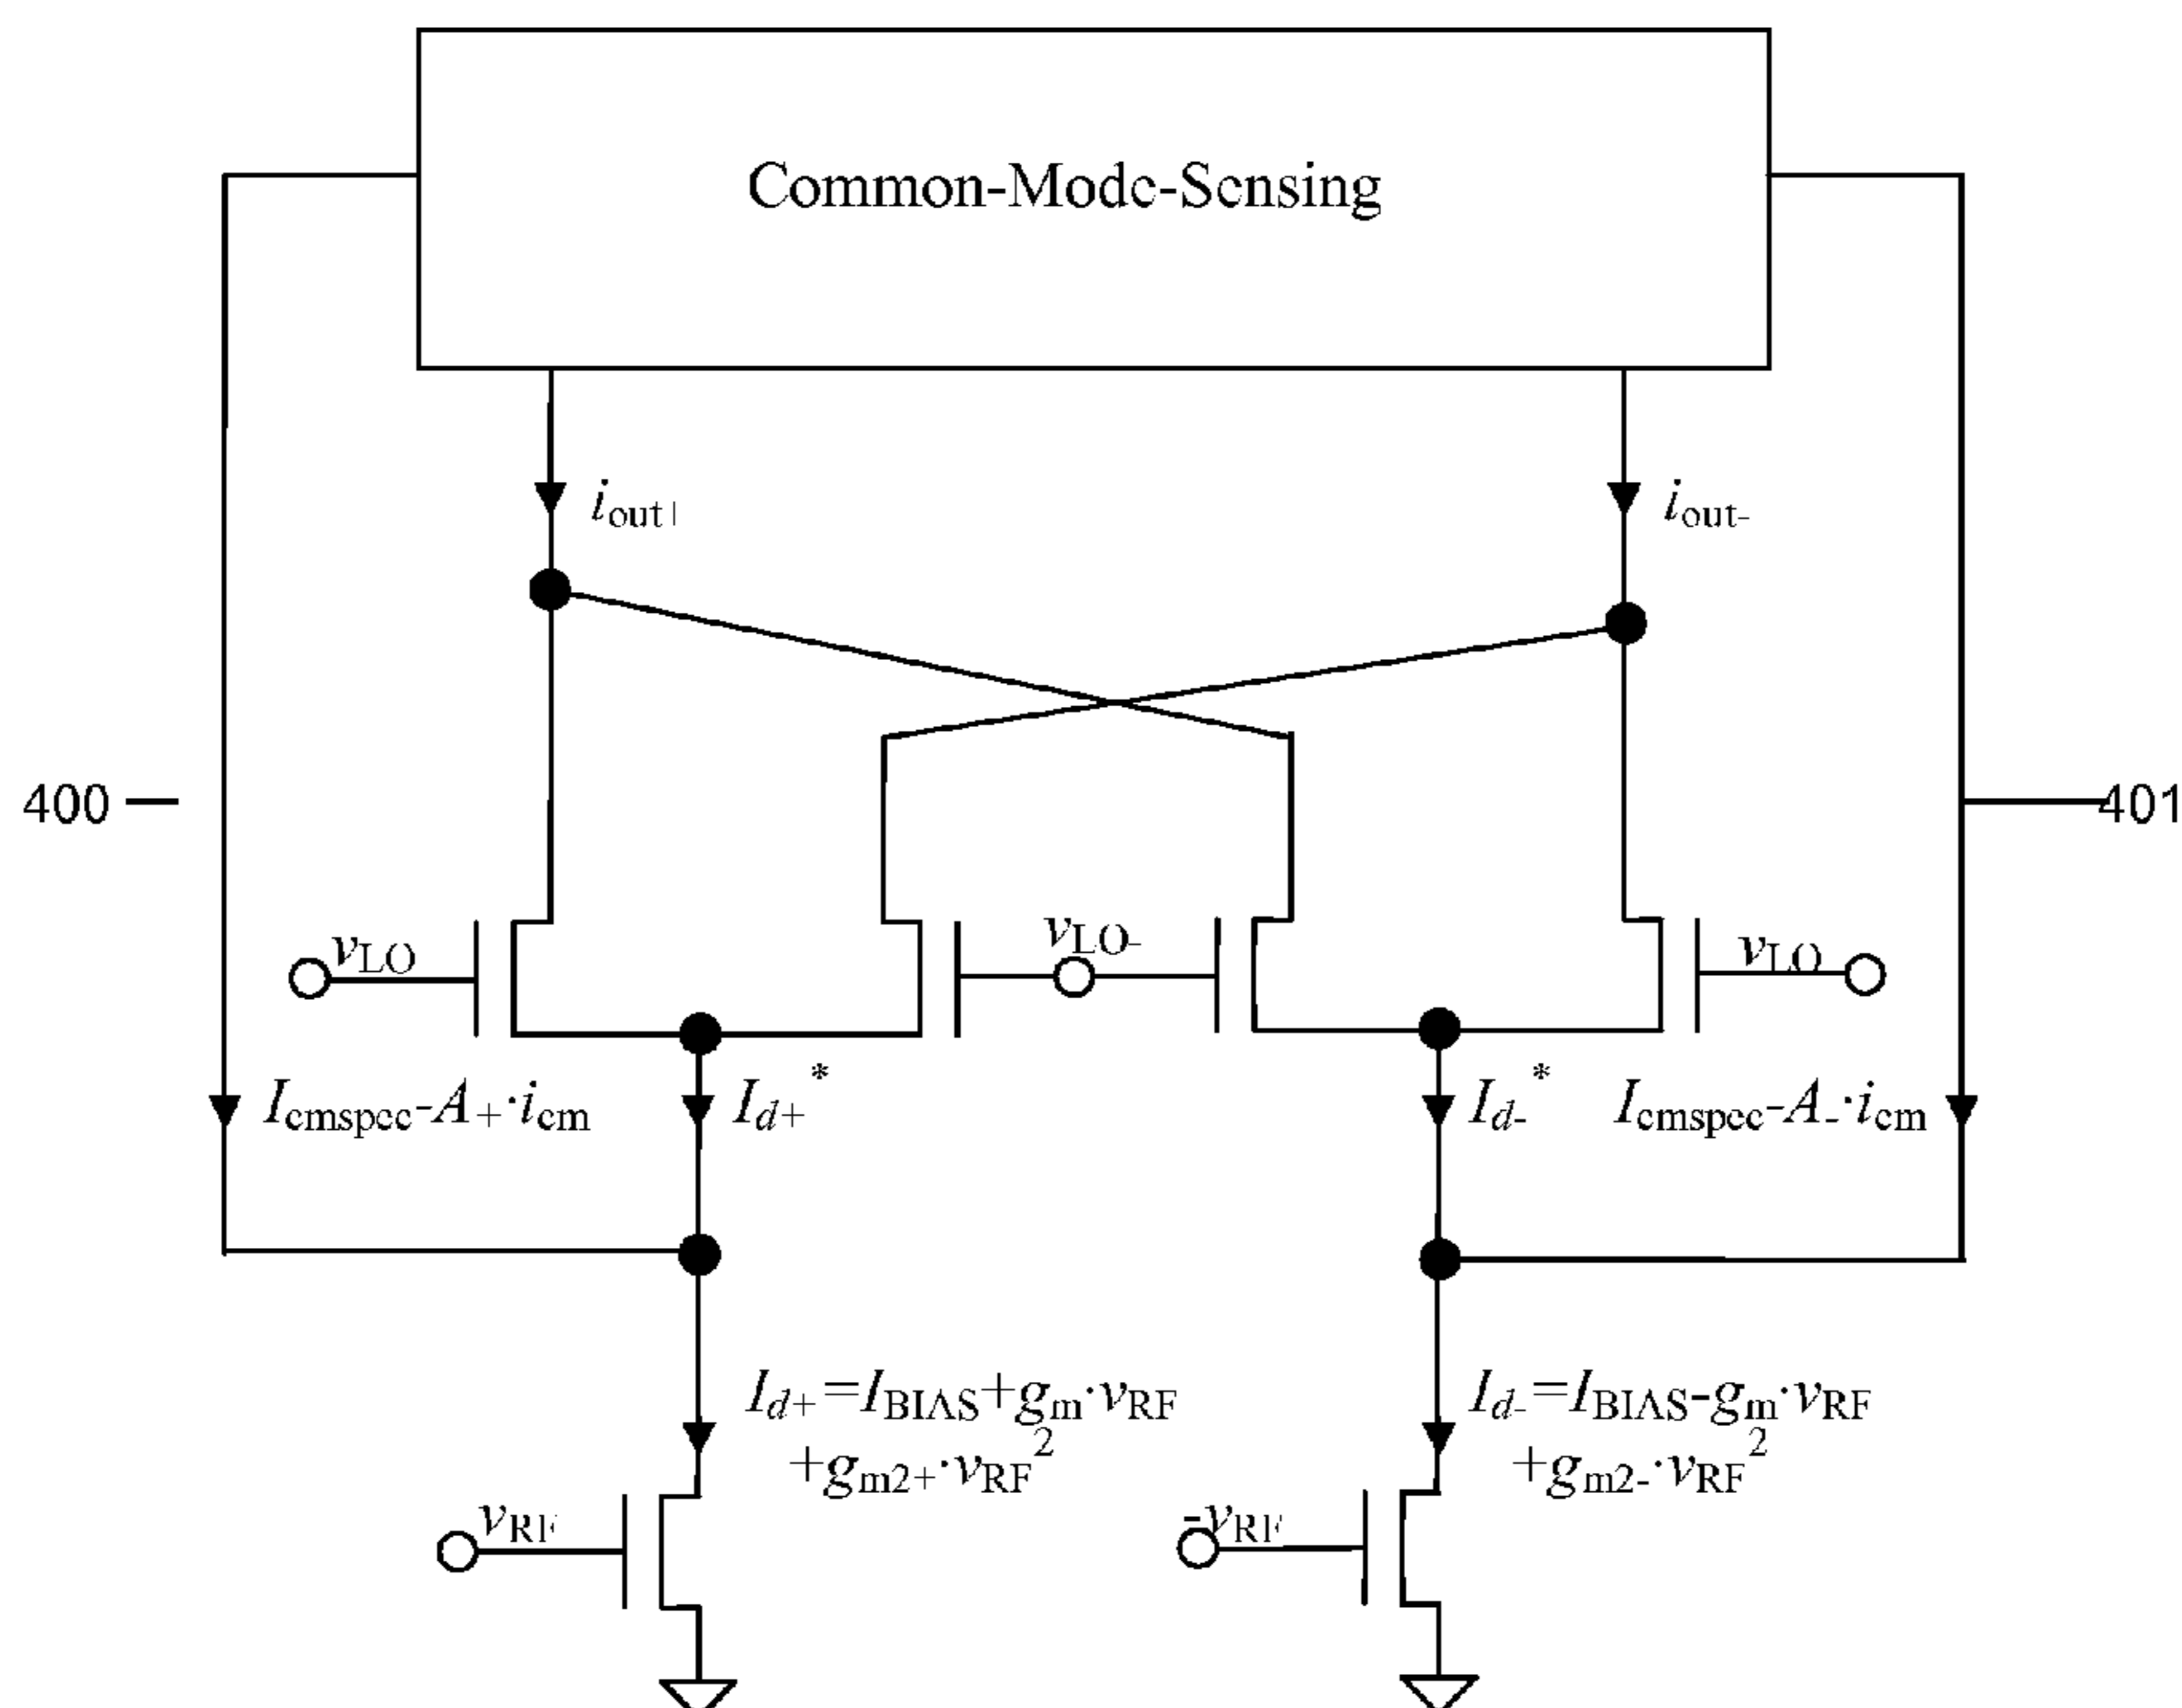 Common-Mode-Sensing
iout+
iout-
400
401
vLO
vLO-
vLO
Icmspec-A+·icm
Id+*
Id-*
Icmspec-A-·icm
Id+=IBIAS+gm·vRF
+gm2+·vRF2
Id-=IBIAS-gm·vRF
+gm2-·vRF2
vRF
-vRF